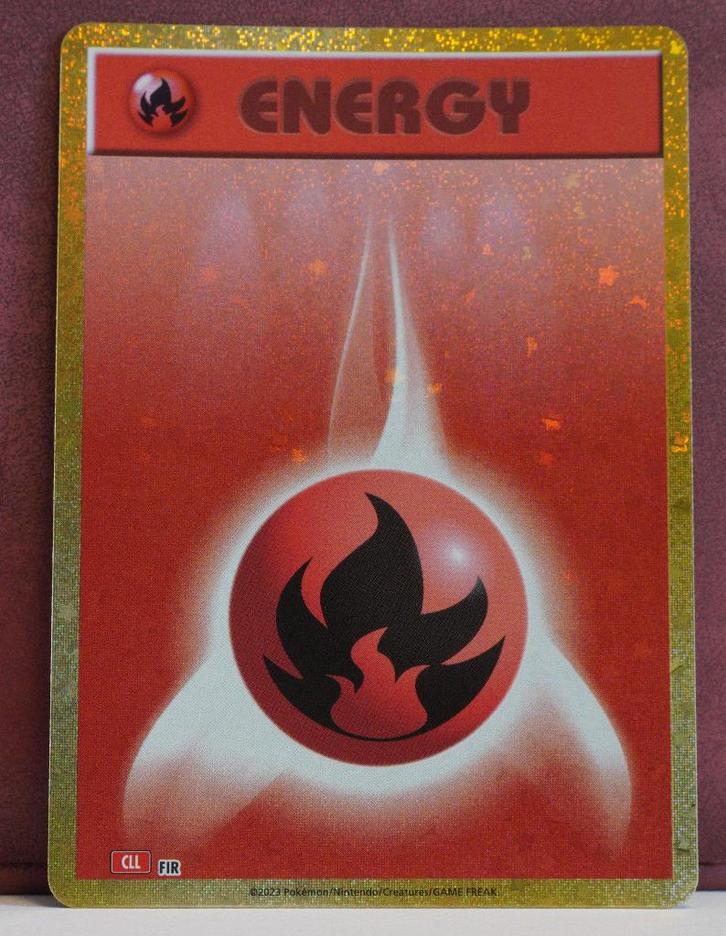 ENERGY
CLL FIR
©2023 Pokémon/Nintendo/Creatures/GAME FREAK.